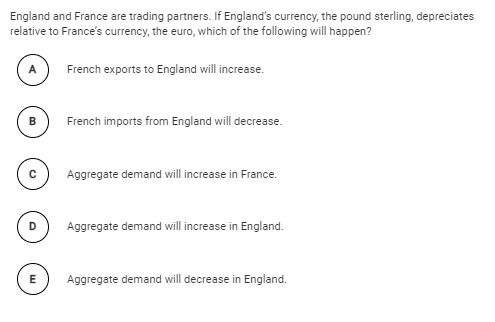 England and France are trading partners. If England's currency, the pound sterling, depreciates
relative to France's currency, the euro, which of the following will happen?
A French exports to England will increase.
B French imports from England will decrease.
C Aggregate demand will increase in France.
D Aggregate demand will increase in England.
E Aggregate demand will decrease in England.